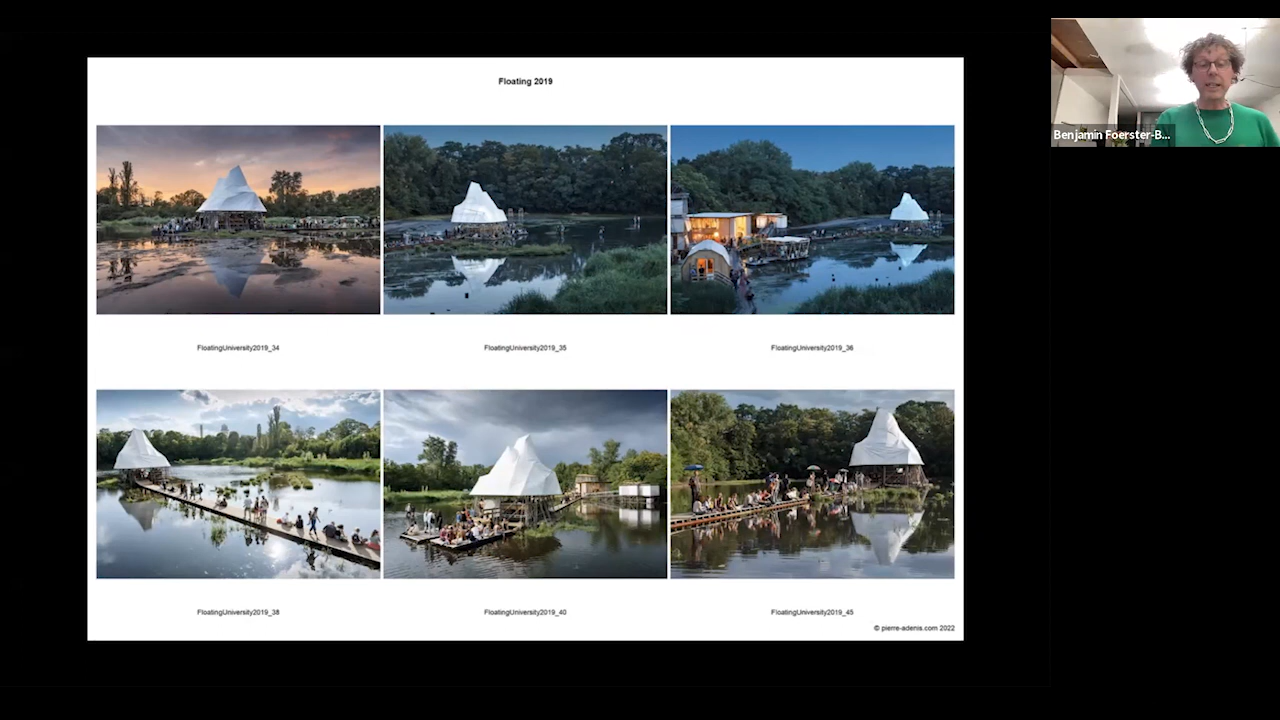 Floating 2019
Benjamin Foerster-B...
FloatingUniversity2019_34
FloatingUniversity2019_35
FloatingUniversity2019_36
FloatingUniversity2019_38
FloatingUniversity2019_40
FloatingUniversity2019_45
© pierre-adenis.com 2022